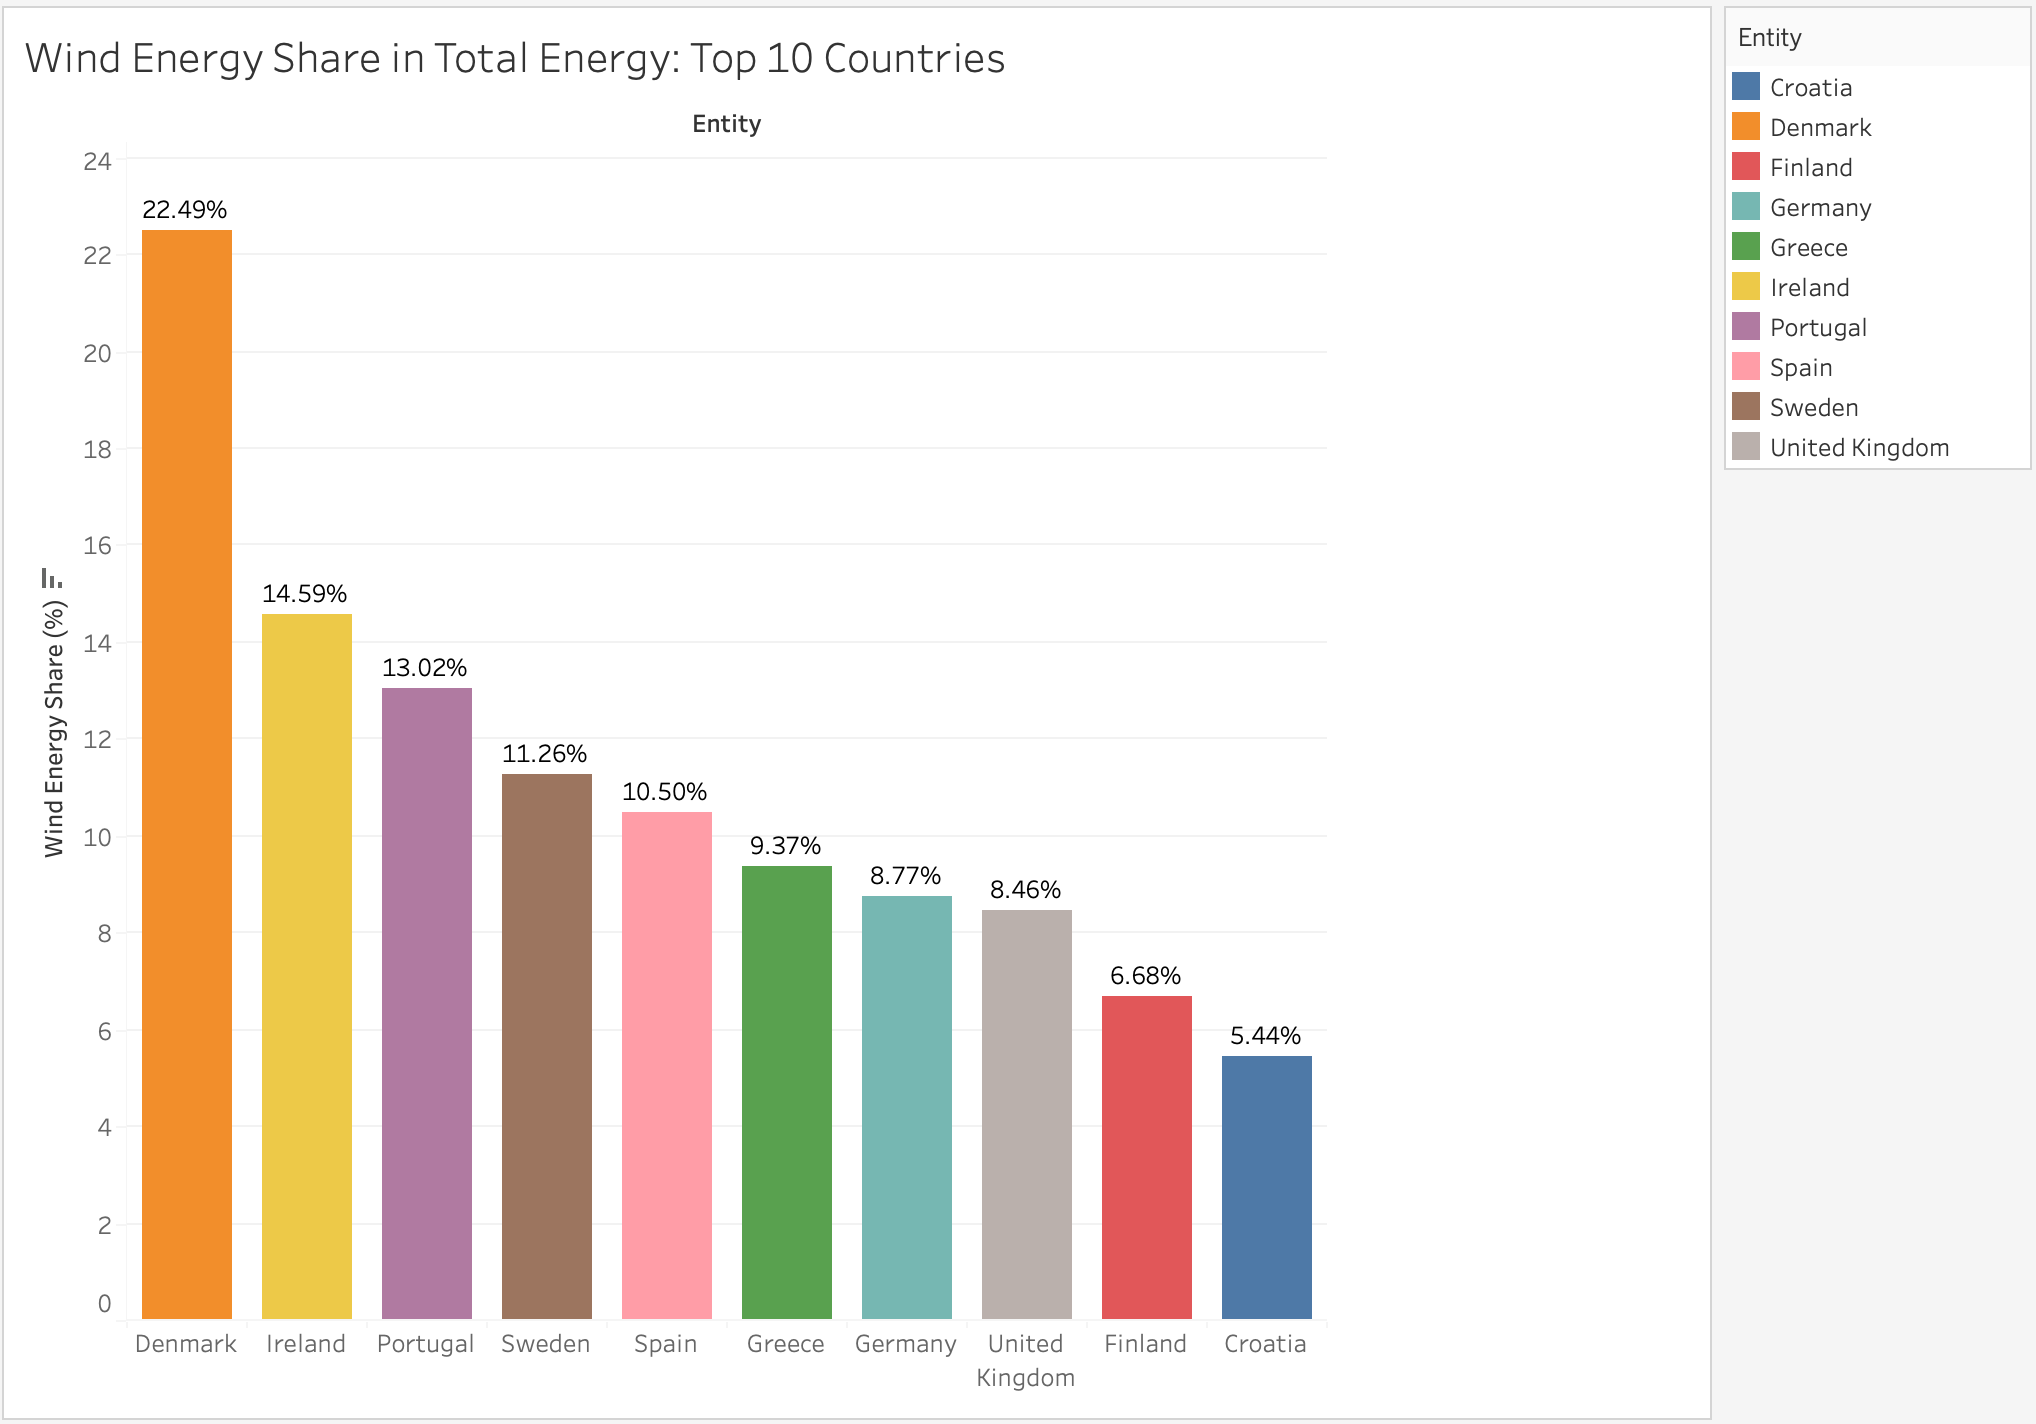 Wind Energy Share in Total Energy: Top 10 Countries
Entity
24
22
20
18
16
14
12
10
8
6
4
2
0
Wind Energy Share (%)
22.49%
14.59%
13.02%
11.26%
10.50%
9.37%
8.77%
8.46%
6.68%
5.44%
Denmark
Ireland
Portugal
Sweden
Spain
Greece
Germany
United
Kingdom
Finland
Croatia
Entity
Croatia
Denmark
Finland
Germany
Greece
Ireland
Portugal
Spain
Sweden
United Kingdom